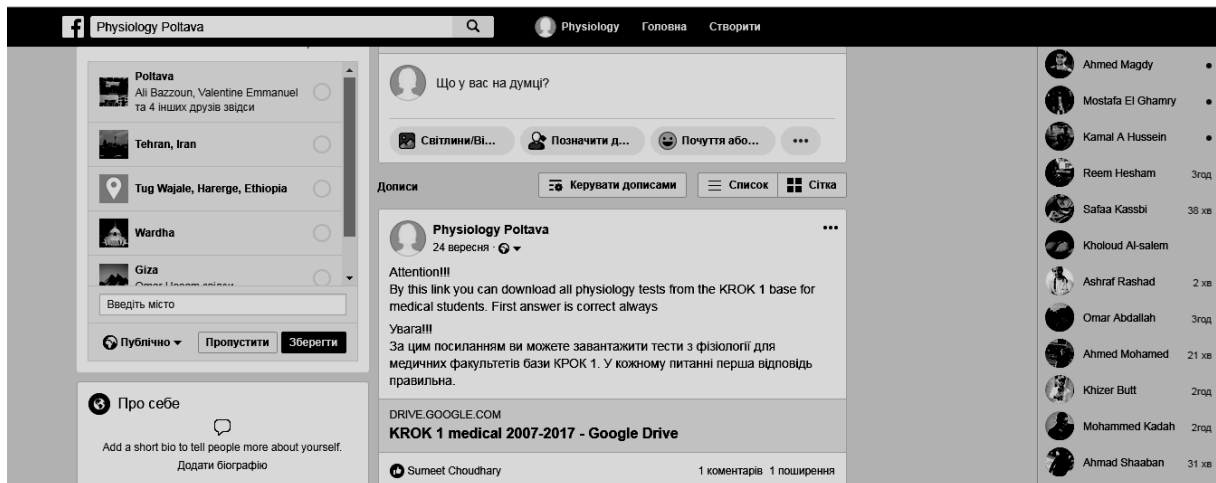 Physiology Poltava
Physiology Головна Створити
Poltava
Ali Bazzoun, Valentine Emmanuel
та 4 інших друзів звідси
Tehran, Iran
Tug Wajale, Harerge, Ethiopia
Wardha
Giza
Введіть місто
Публічно
Пропустити
Зберегти
Про себе
Add a short bio to tell people more about yourself.
Додати біографію
Що у вас на думці?
Світлини/Ві...
Позначити д...
Почуття або...
Дописи
Керувати дописами
Список
Сітка
Physiology Poltava
24 вересня ·
Attention!!!
By this link you can download all physiology tests from the KROK 1 base for
medical students. First answer is correct always
Увага!!!
За цим посиланням ви можете завантажити тести з фізіології для
медичних факультетів бази КРОК 1. У кожному питанні перша відповідь
правильна.
DRIVE.GOOGLE.COM
KROK 1 medical 2007-2017 - Google Drive
Sumeet Choudhary
1 коментарів 1 поширення
Ahmed Magdy
Mostafa El Ghamry
Kamal A Hussein
Reem Hesham 3год
Safaa Kassbi 38 хв
Kholoud Al-salem
Ashraf Rashad 2 хв
Omar Abdallah 3год
Ahmed Mohamed 21 хв
Khizer Butt 2год
Mohammed Kadah 2год
Ahmad Shaaban 31 хв